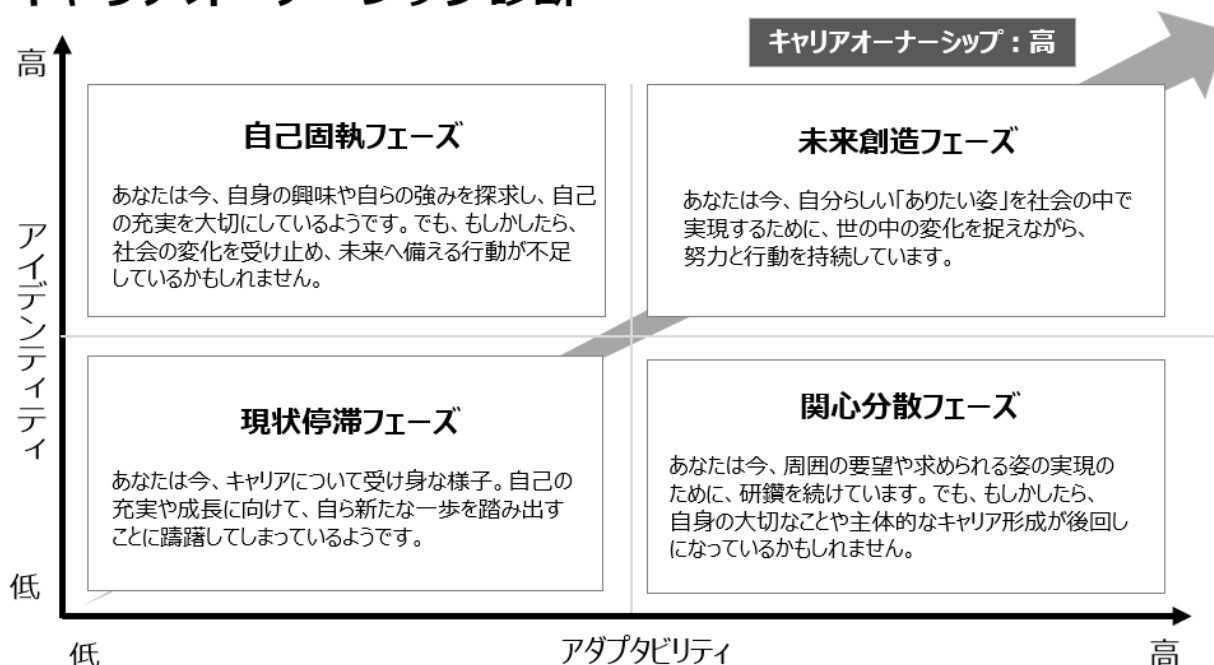 キャリアオーナーシップ診断
キャリアオーナーシップ：高
高
自己固執フェーズ
あなたは今、自身の興味や自らの強みを探求し、自己
の充実を大切にしているようです。でも、もしかしたら、
社会の変化を受け止め、未来へ備える行動が不足
しているかもしれません。
未来創造フェーズ
あなたは今、自分らしい「ありたい姿」を社会の中で
実現するために、世の中の変化を捉えながら、
努力と行動を持続しています。
アイデンティティ
現状停滞フェーズ
あなたは今、キャリアについて受け身な様子。自己の
充実や成長に向けて、自ら新たな一歩を踏み出す
ことに躊躇してしまっているようです。
関心分散フェーズ
あなたは今、周囲の要望や求められる姿の実現の
ために、研鑽を続けています。でも、もしかしたら、
自身の大切なことや主体的なキャリア形成が後回し
になっているかもしれません。
低
低
アダプタビリティ
高